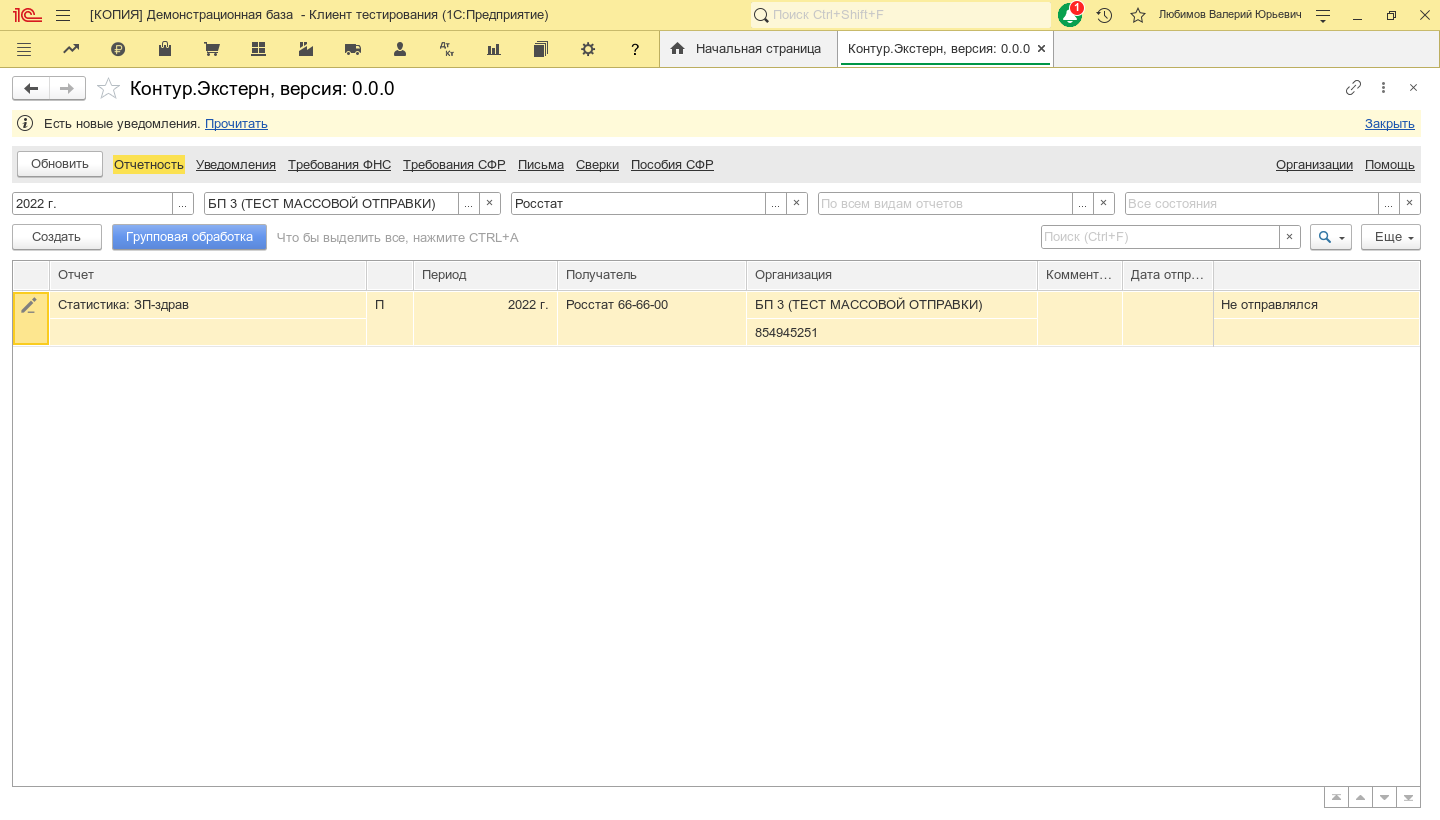 [КОПИЯ] Демонстрационная база - Клиент тестирования (1С:Предприятие)
Поиск Ctrl+Shift+F
1
Любимов Валерий Юрьевич
Дт Кт
?
Начальная страница
Контур.Экстерн, версия: 0.0.0
Контур.Экстерн, версия: 0.0.0
Есть новые уведомления. Прочитать
Закрыть
Обновить Отчетность Уведомления Требования ФНС Требования СФР Письма Сверки Пособия СФР Организации Помощь
2022 г. ... БП 3 (ТЕСТ МАССОВОЙ ОТПРАВКИ) ... × Росстат ... × По всем видам отчетов ... × Все состояния ... ×
Создать Групповая обработка Что бы выделить все, нажмите CTRL+A Поиск (Ctrl+F) × Еще
Отчет Период Получатель Организация Коммент... Дата отпр...
Статистика: ЗП-здрав П 2022 г. Росстат 66-66-00 БП 3 (ТЕСТ МАССОВОЙ ОТПРАВКИ) Не отправлялся
854945251